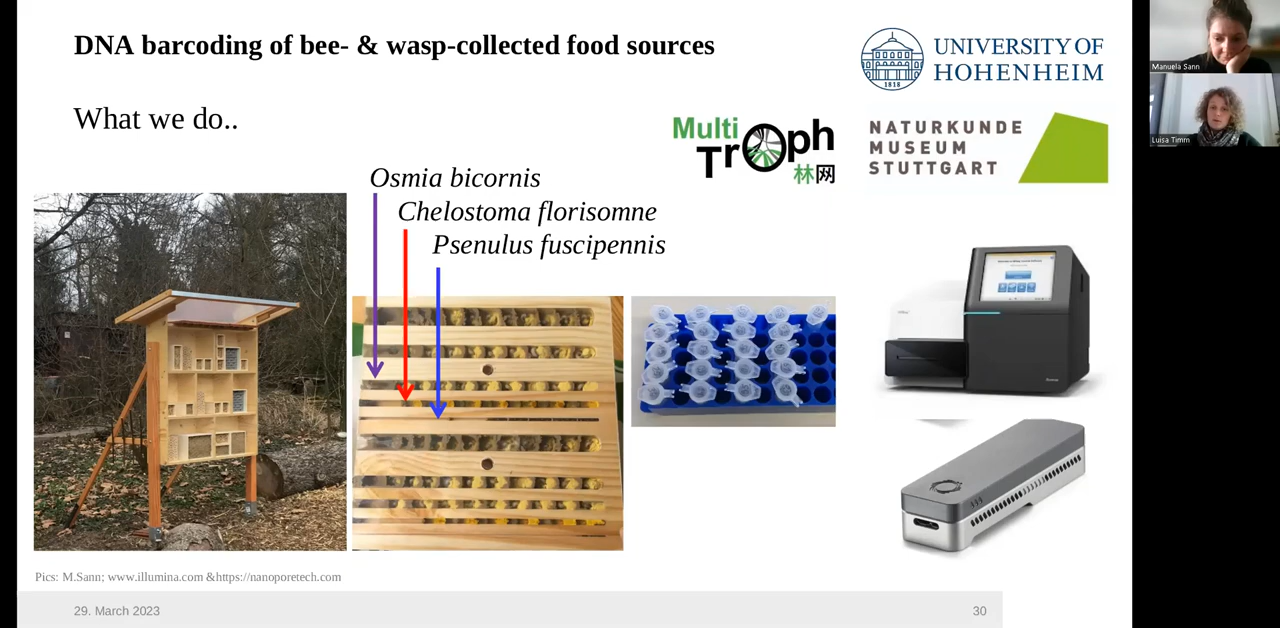 DNA barcoding of bee- & wasp-collected food sources
UNIVERSITY OF
HOHENHEIM
1818
What we do..
Multi
Troph
林网
NATURKUNDE
MUSEUM
STUTTGART
Osmia bicornis
Chelostoma florisomne
Psenulus fuscipennis
Pics: M.Sann; www.illumina.com &https://nanoporetech.com
29. March 2023
30
Manuela Sann
Luisa Timm